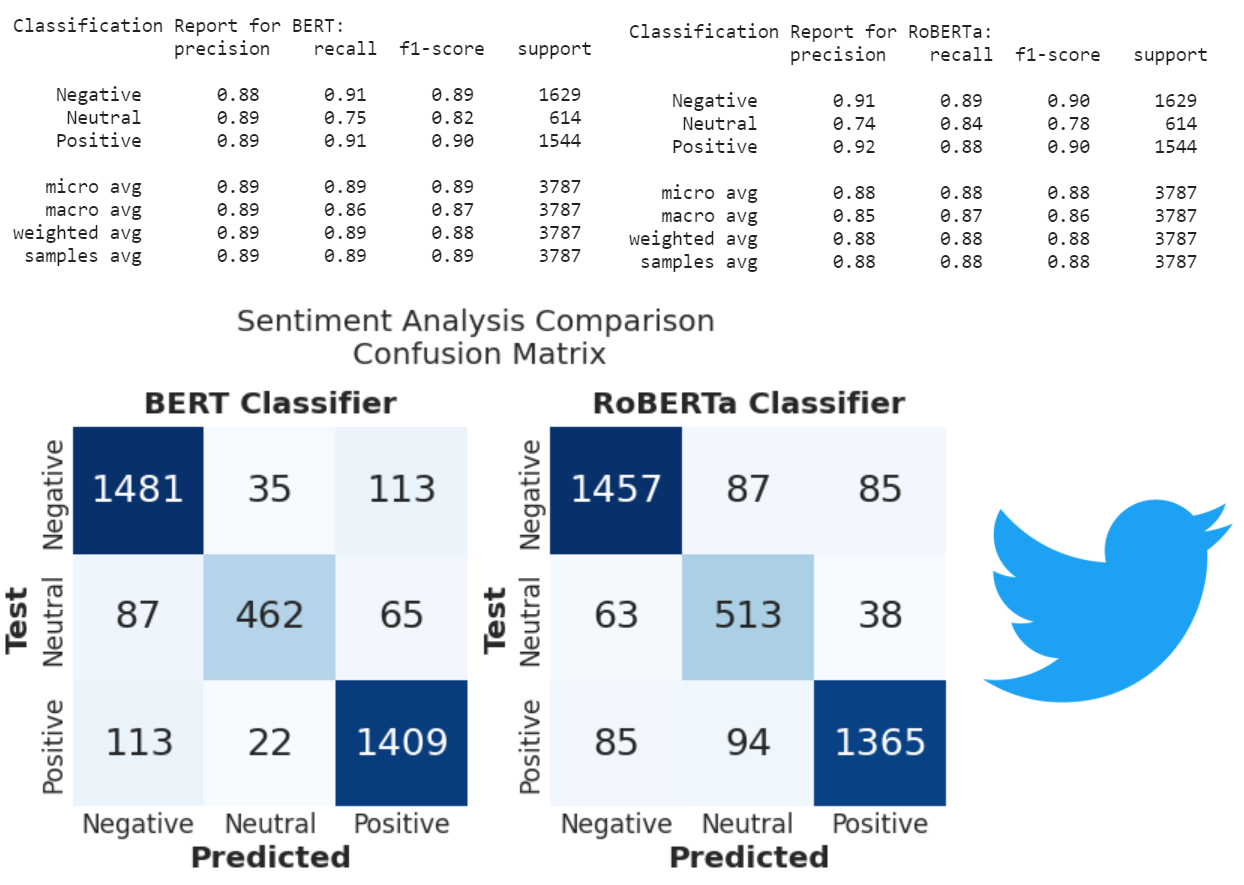 Classification Report for BERT:
precision recall f1-score support
Negative 0.88 0.91 0.89 1629
Neutral 0.89 0.75 0.82 614
Positive 0.89 0.91 0.90 1544
micro avg 0.89 0.89 0.89 3787
macro avg 0.89 0.86 0.87 3787
weighted avg 0.89 0.89 0.88 3787
samples avg 0.89 0.89 0.89 3787
Classification Report for RoBERTa:
precision recall f1-score support
Negative 0.91 0.89 0.90 1629
Neutral 0.74 0.84 0.78 614
Positive 0.92 0.88 0.90 1544
micro avg 0.88 0.88 0.88 3787
macro avg 0.85 0.87 0.86 3787
weighted avg 0.88 0.88 0.88 3787
samples avg 0.88 0.88 0.88 3787
Sentiment Analysis Comparison
Confusion Matrix
BERT Classifier
Test
Negative 1481 35 113
Neutral 87 462 65
Positive 113 22 1409
Negative Neutral Positive
Predicted
RoBERTa Classifier
Test
Negative 1457 87 85
Neutral 63 513 38
Positive 85 94 1365
Negative Neutral Positive
Predicted